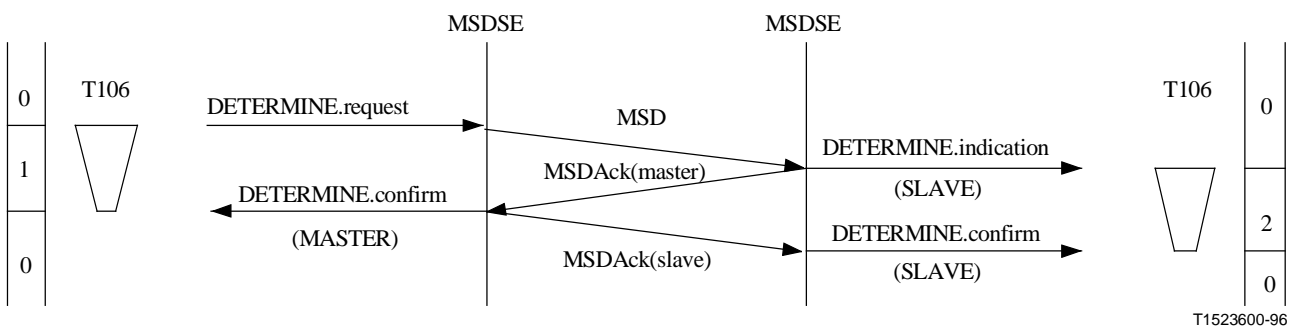 MSDSE MSDSE
T106 T106
0 0
DETERMINE.request
MSD
DETERMINE.indication
1
MSDAck(master)
DETERMINE.confirm
(SLAVE)
2
(MASTER)
DETERMINE.confirm
MSDAck(slave)
0
(SLAVE)
0
T1523600-96